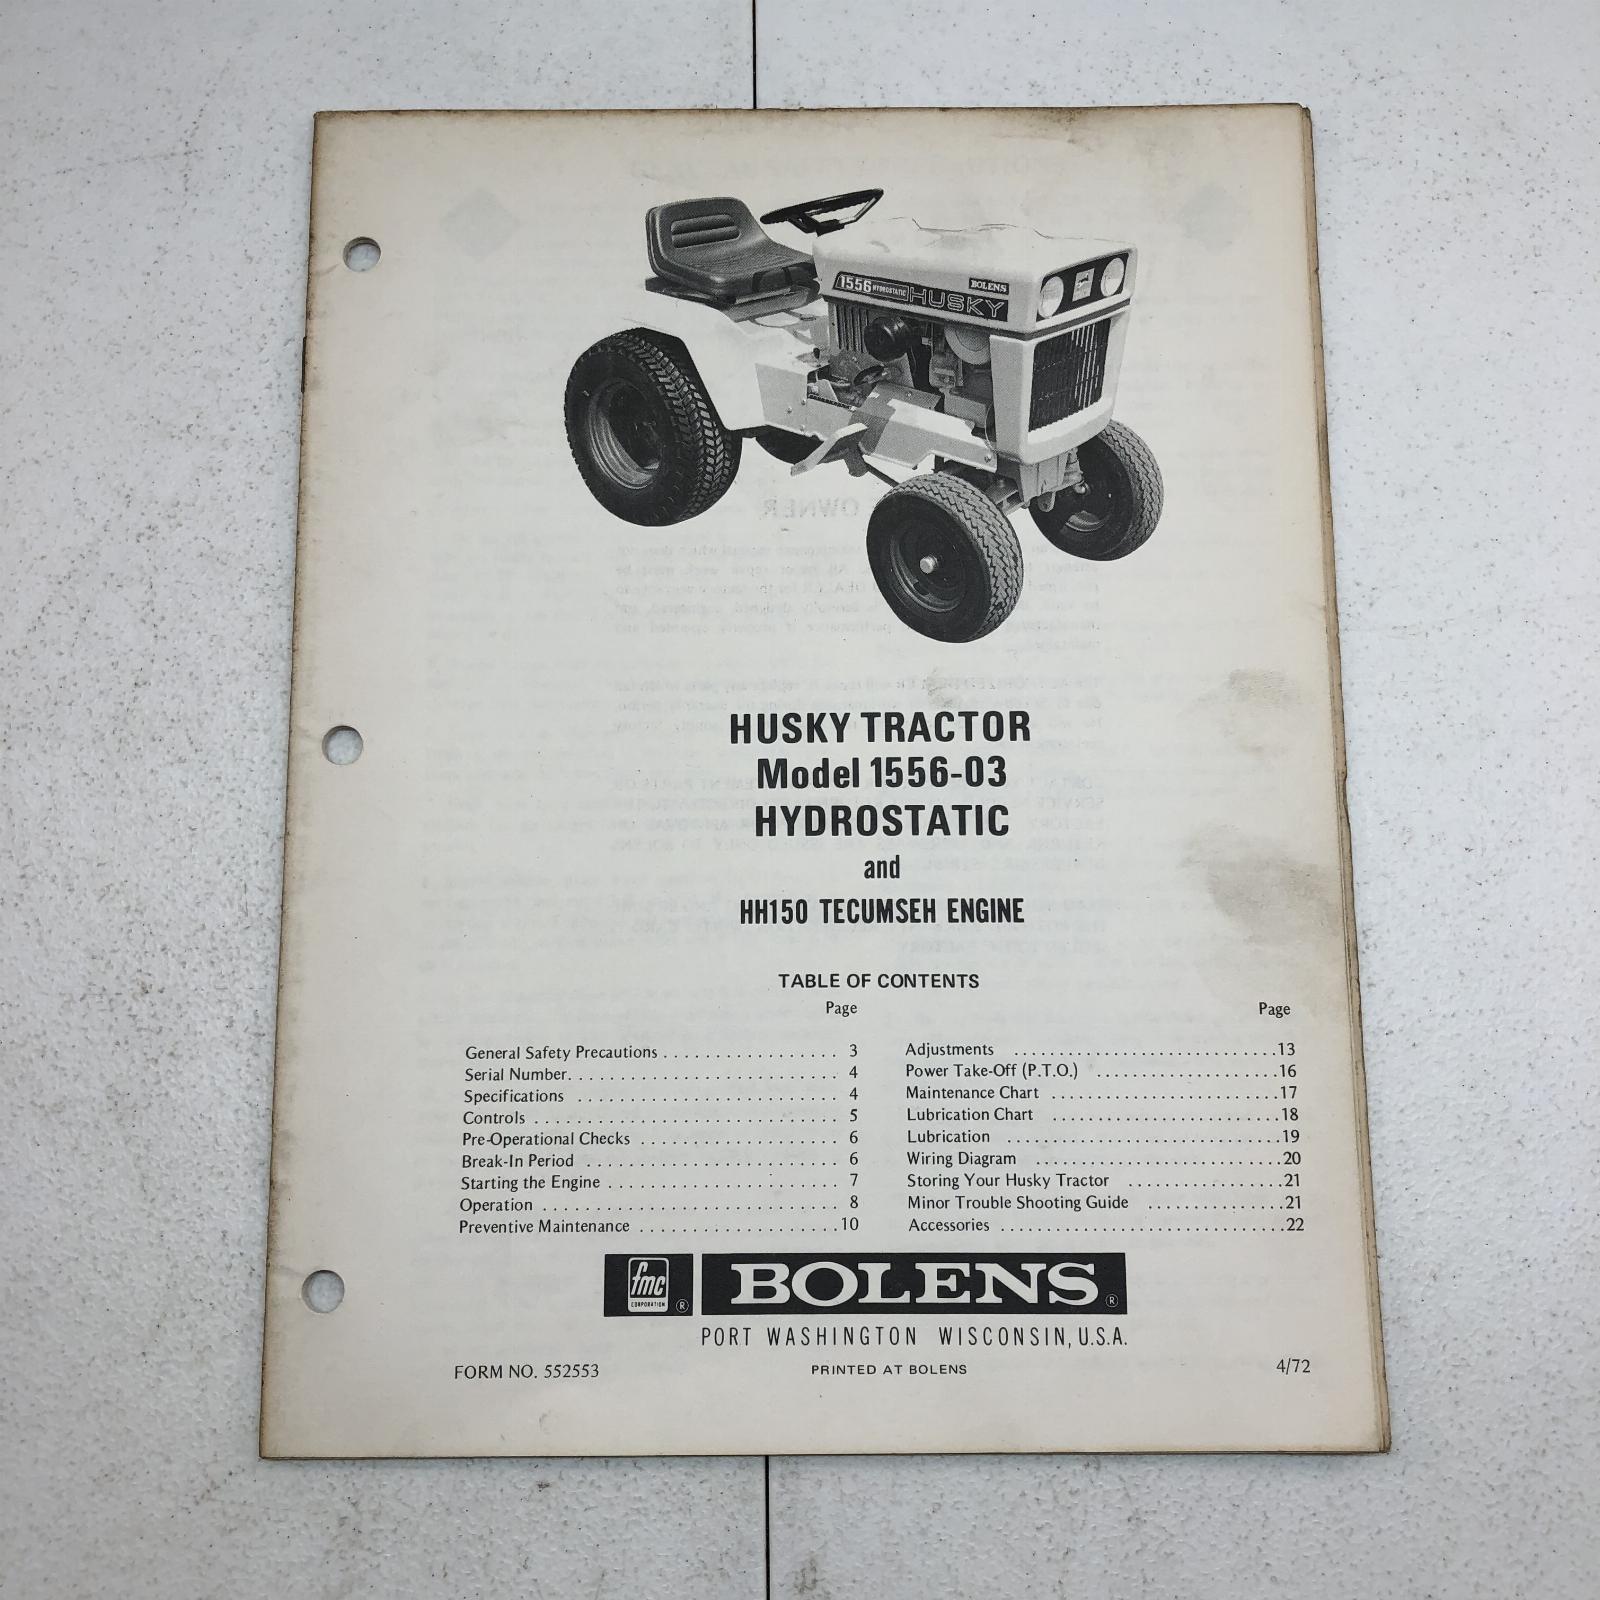 1556 HYDROSTATIC HUSKY BOLENS
HUSKY TRACTOR
Model 1556-03
HYDROSTATIC
and
HH150 TECUMSEH ENGINE
TABLE OF CONTENTS
Page
General Safety Precautions . . . . . . . . . . . . . . . . . 3
Serial Number. . . . . . . . . . . . . . . . . . . . . . . . . . 4
Specifications . . . . . . . . . . . . . . . . . . . . . . . . . 4
Controls . . . . . . . . . . . . . . . . . . . . . . . . . . . . . 5
Pre-Operational Checks . . . . . . . . . . . . . . . . . . . 6
Break-In Period . . . . . . . . . . . . . . . . . . . . . . . . 6
Starting the Engine . . . . . . . . . . . . . . . . . . . . . . 7
Operation . . . . . . . . . . . . . . . . . . . . . . . . . . . . 8
Preventive Maintenance . . . . . . . . . . . . . . . . . . .10
Page
Adjustments . . . . . . . . . . . . . . . . . . . . . . . . . . . .13
Power Take-Off (P.T.O.) . . . . . . . . . . . . . . . . . . . .16
Maintenance Chart . . . . . . . . . . . . . . . . . . . . . . . .17
Lubrication Chart . . . . . . . . . . . . . . . . . . . . . . . .18
Lubrication . . . . . . . . . . . . . . . . . . . . . . . . . . . . .19
Wiring Diagram . . . . . . . . . . . . . . . . . . . . . . . . . .20
Storing Your Husky Tractor . . . . . . . . . . . . . . . . .21
Minor Trouble Shooting Guide . . . . . . . . . . . . . . .21
Accessories . . . . . . . . . . . . . . . . . . . . . . . . . . . . . .22
fmc
CORPORATION ®
BOLENS ®
PORT WASHINGTON WISCONSIN, U.S.A.
FORM NO. 552553
PRINTED AT BOLENS
4/72